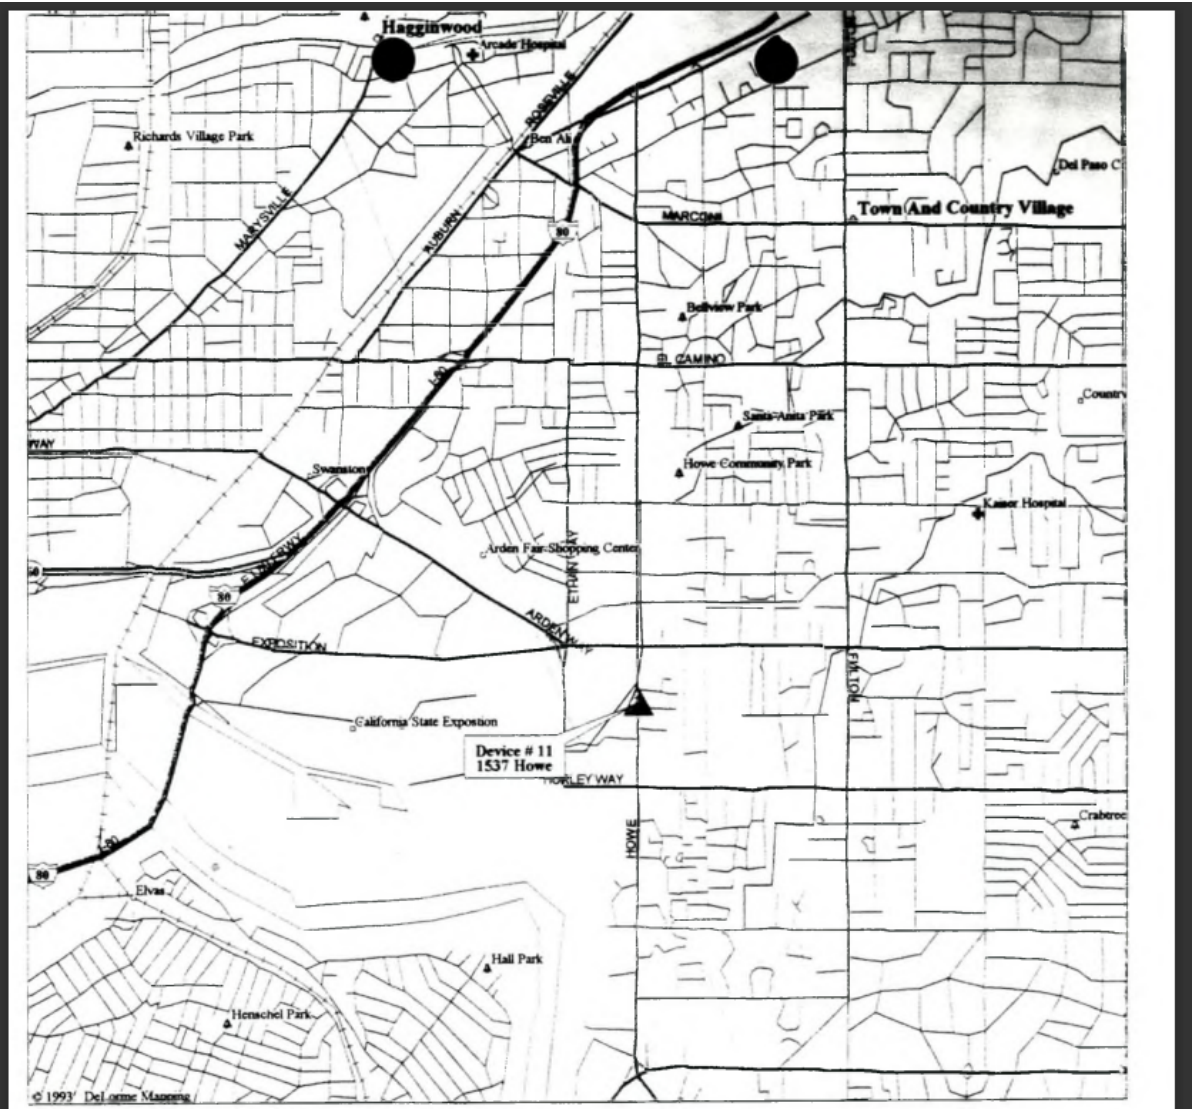 Hagginwood
Arcade Hospital
ROSEVILLE
Richards Village Park
Ben Ali
Del Paso C
MARYSVILLE
AUBURN
MARCONI
Town And Country Village
80
Bellview Park
EL CAMINO
I-80
Country
Santa Anita Park
WAY
Swanston
Howe Community Park
Kaiser Hospital
Arden Fair Shopping Center
ETHAN WAY
80
ARDEN WAY
EXPOSITION
FULTON
California State Expostion
Device # 11
1537 Howe
HURLEY WAY
HOWE
Crabtree
I-80
80
Elvas
Hall Park
Henschel Park
© 1993 DeLorme Mapping